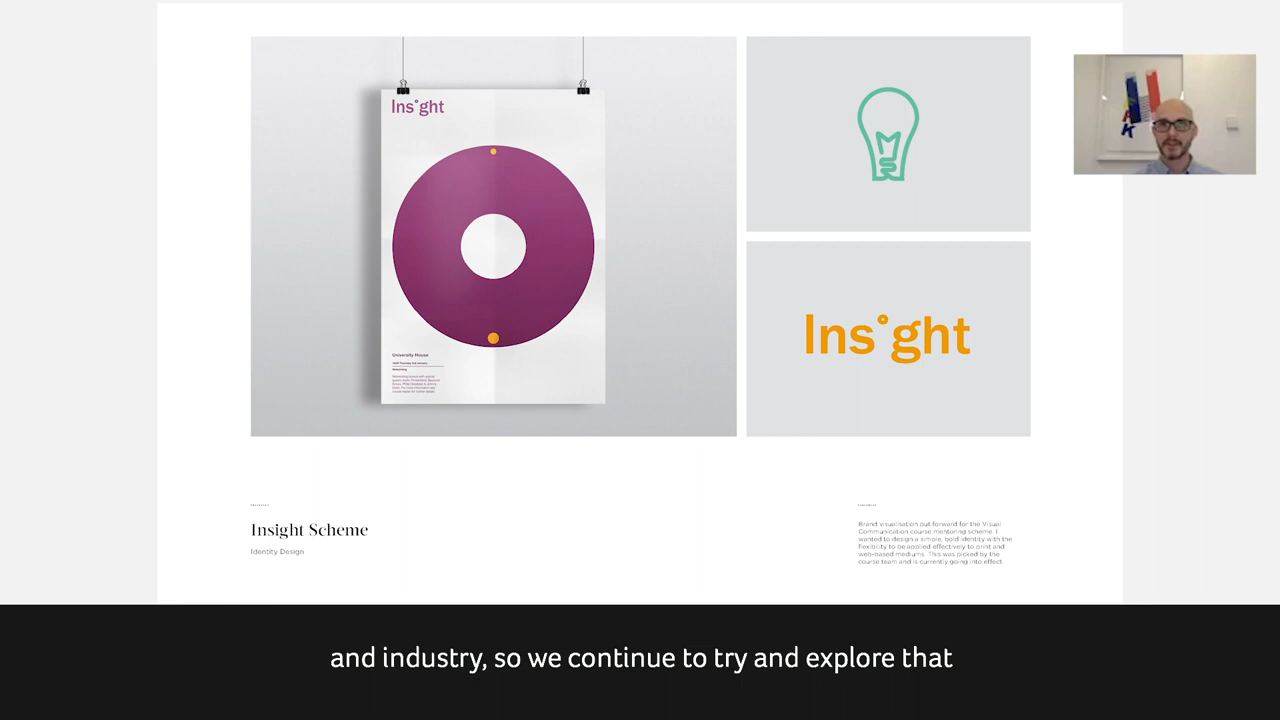 Ins°ght
University House
Networking
Ins°ght
Insight Scheme
Identity Design
Brand visualisation put forward for the Visual
Communication course mentoring scheme. I
wanted to design a simple, bold identity with the
flexibility to be applied effectively to print and
web-based mediums. This was picked by the
course team and is currently going into effect.
and industry, so we continue to try and explore that